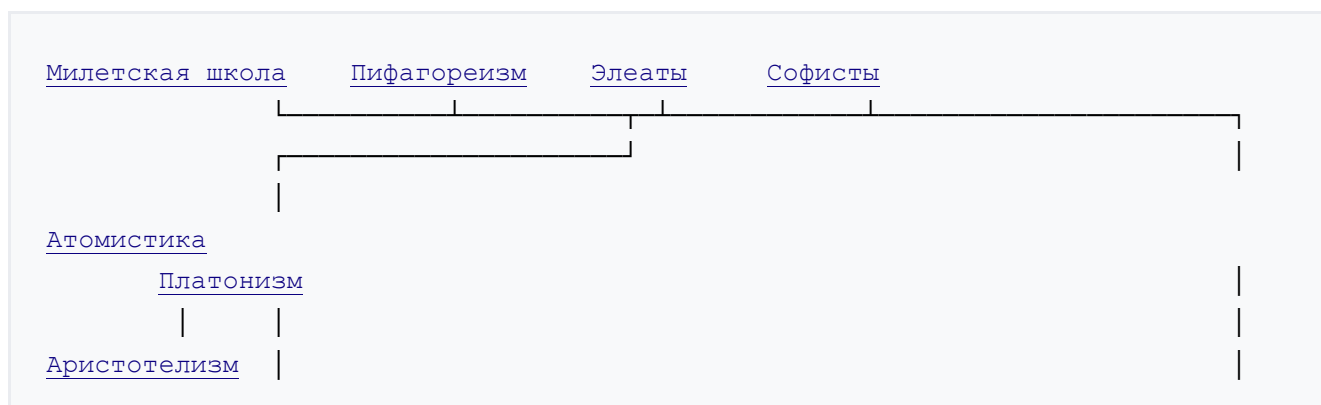 Милетская школа Пифагореизм Элеаты Софисты
Атомистика
Платонизм
Аристотелизм